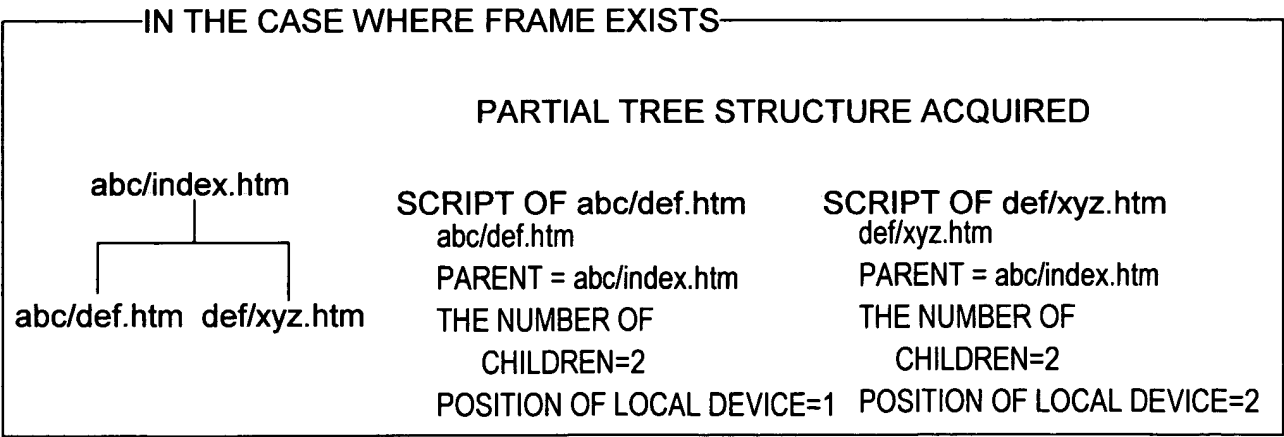 IN THE CASE WHERE FRAME EXISTS
PARTIAL TREE STRUCTURE ACQUIRED
abc/index.htm
abc/def.htm def/xyz.htm
SCRIPT OF abc/def.htm
abc/def.htm
PARENT = abc/index.htm
THE NUMBER OF
CHILDREN=2
POSITION OF LOCAL DEVICE=1
SCRIPT OF def/xyz.htm
def/xyz.htm
PARENT = abc/index.htm
THE NUMBER OF
CHILDREN=2
POSITION OF LOCAL DEVICE=2